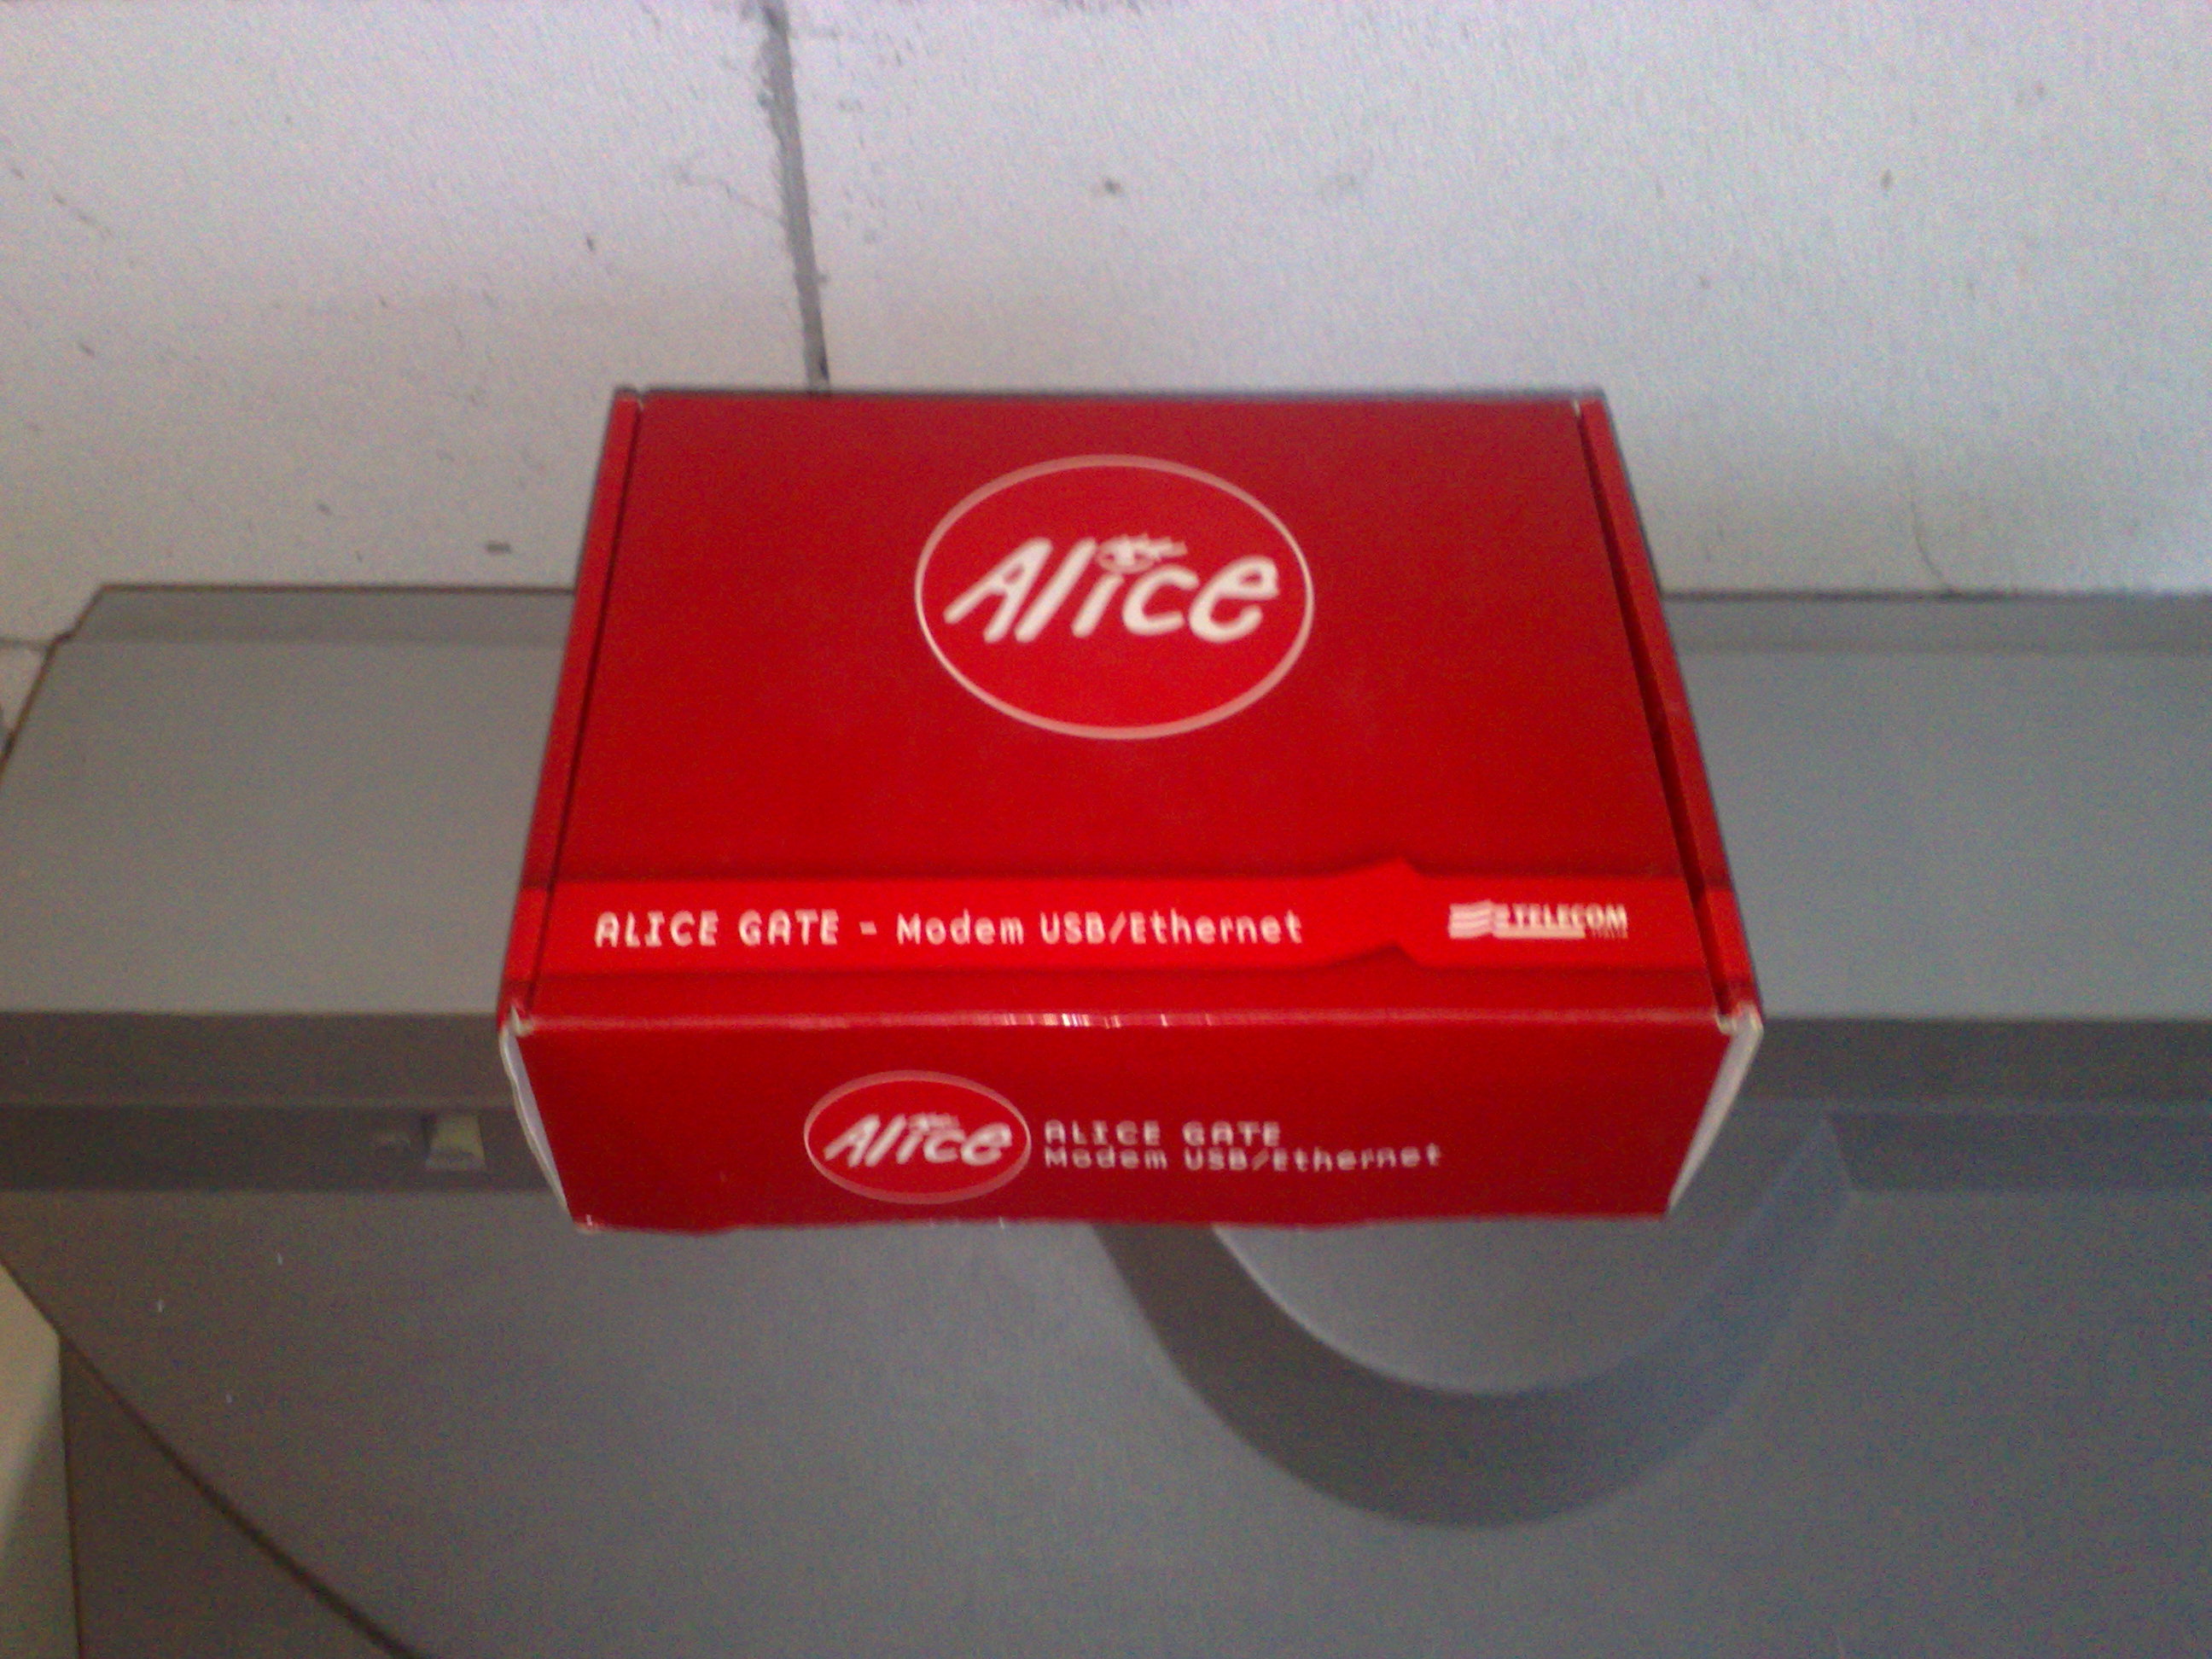 Alice
ALICE GATE - Modem USB/Ethernet
TELECOM
Alice
ALICE GATE
Modem USB/Ethernet